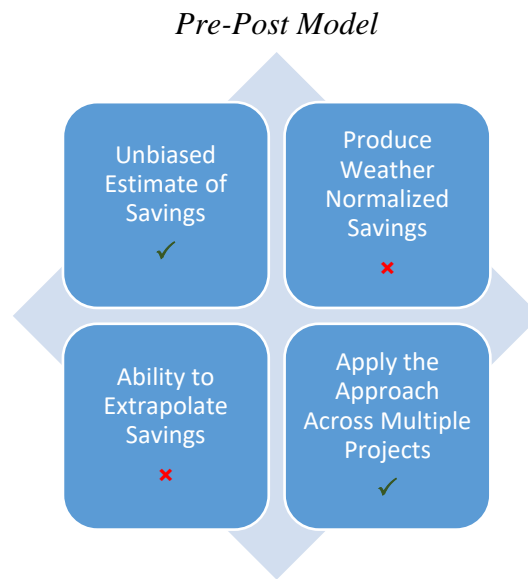 Pre-Post Model
Unbiased
Estimate of
Savings
✓
Produce
Weather
Normalized
Savings
×
Ability to
Extrapolate
Savings
×
Apply the
Approach
Across Multiple
Projects
✓